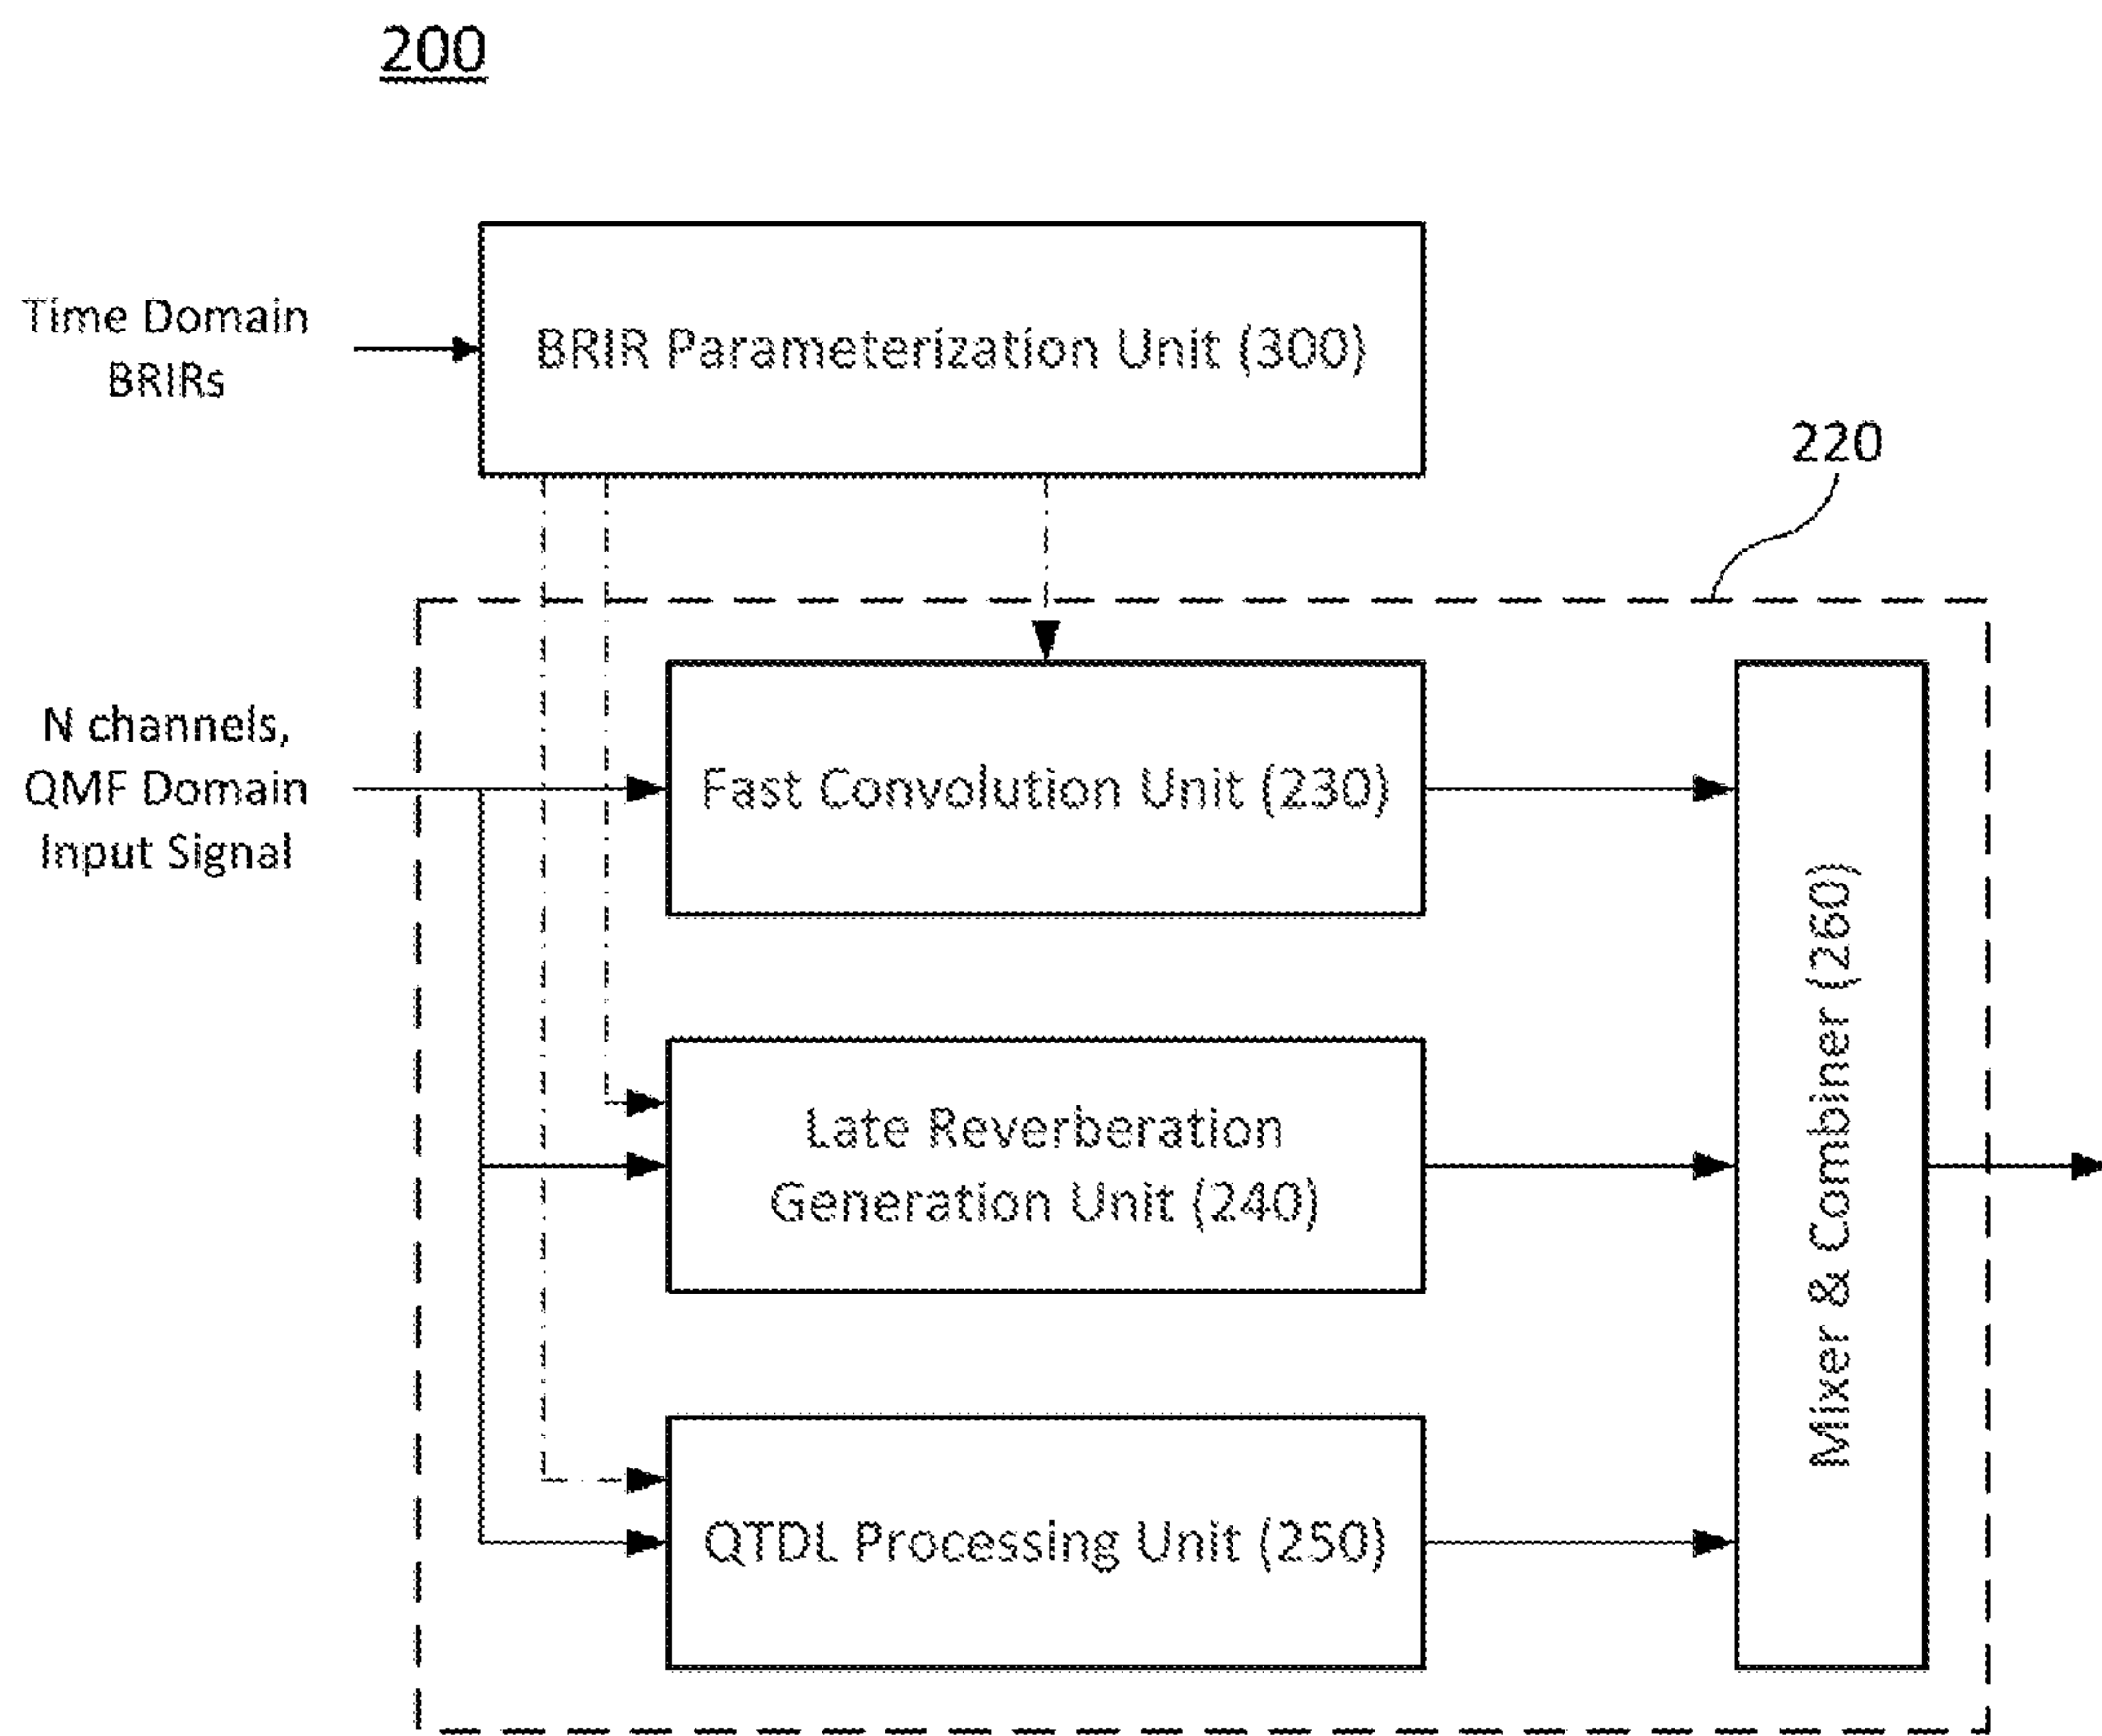 200
Time Domain
BRIRs
BRIR Parameterization Unit (300)
220
N channels,
QMF Domain
Input Signal
Fast Convolution Unit (230)
Late Reverberation
Generation Unit (240)
QTDL Processing Unit (250)
Mixer & Combiner (260)